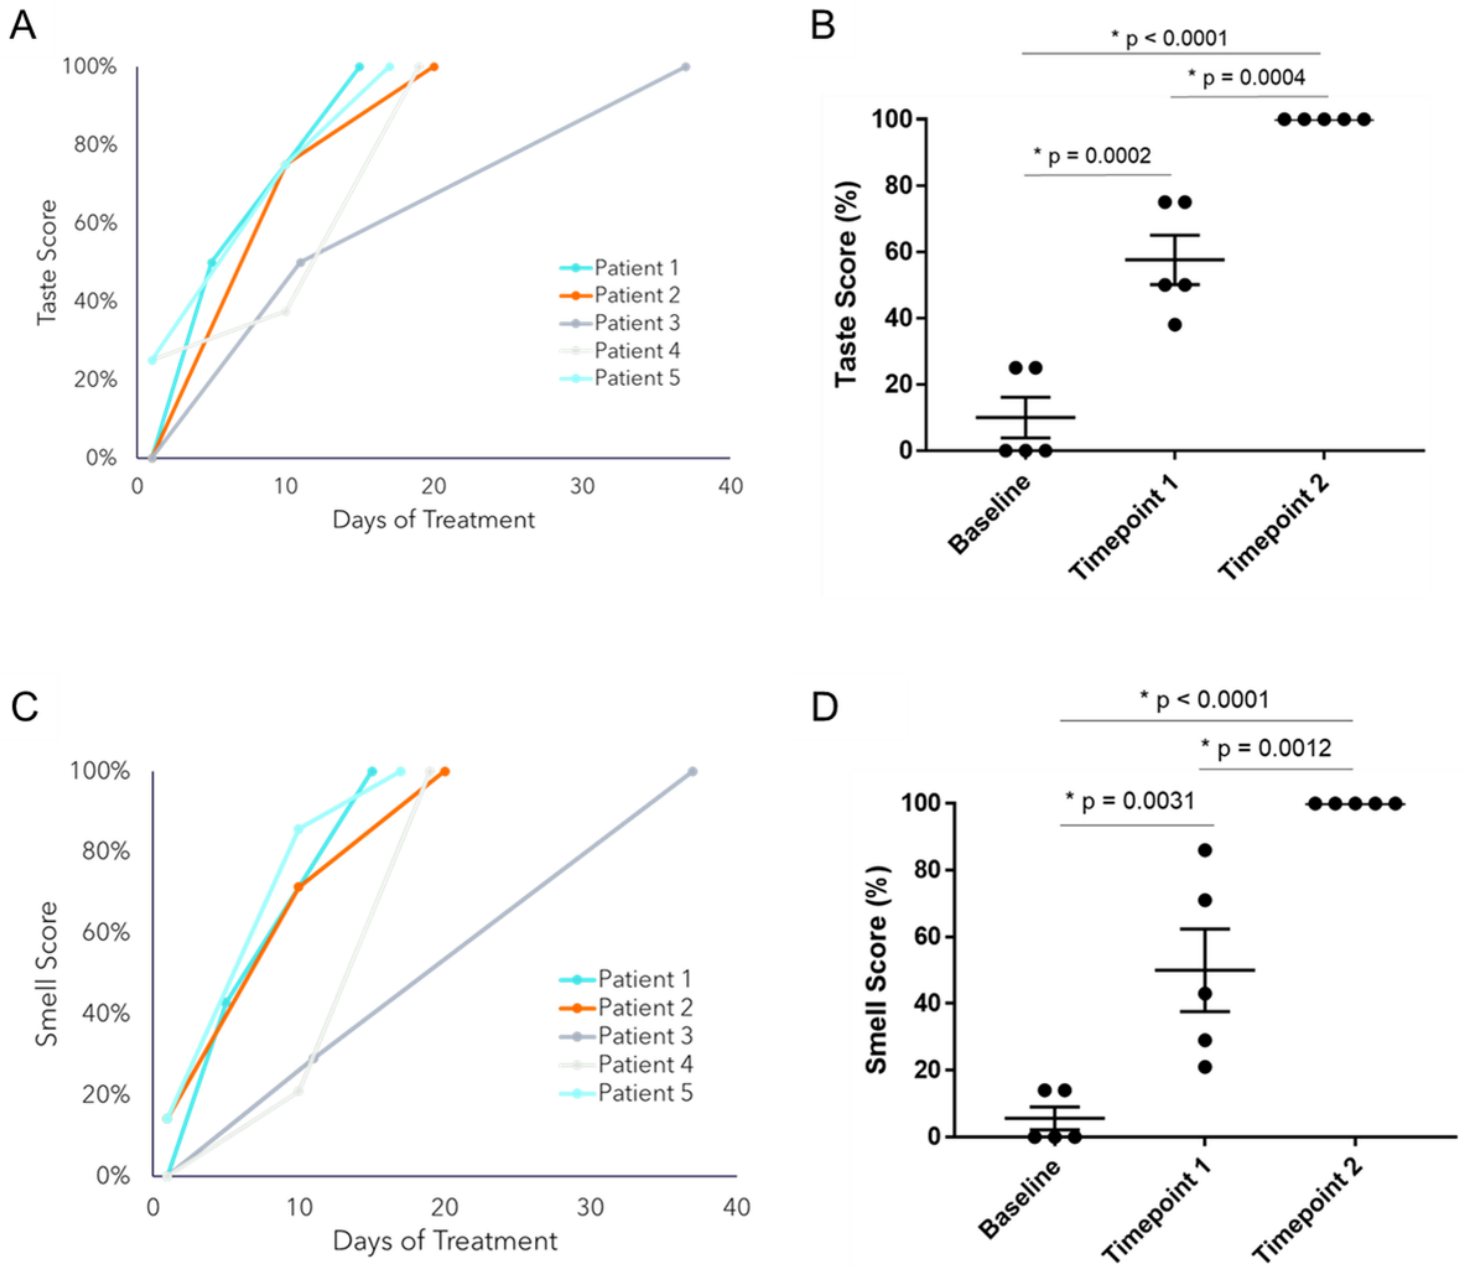 A
100%
80%
60%
40%
20%
0%
Taste Score
0 10 20 30 40
Days of Treatment
Patient 1
Patient 2
Patient 3
Patient 4
Patient 5
B
* p < 0.0001
* p = 0.0004
* p = 0.0002
100
80
60
40
20
0
Taste Score (%)
Baseline
Timepoint 1
Timepoint 2
C
100%
80%
60%
40%
20%
0%
Smell Score
0 10 20 30 40
Days of Treatment
Patient 1
Patient 2
Patient 3
Patient 4
Patient 5
D
* p < 0.0001
* p = 0.0012
* p = 0.0031
100
80
60
40
20
0
Smell Score (%)
Baseline
Timepoint 1
Timepoint 2